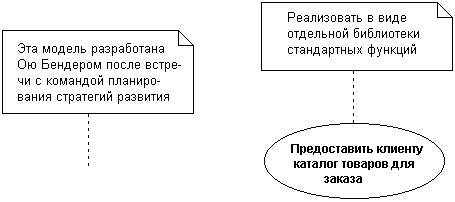 Эта модель разработана
Ою Бендером после встре-
чи с командой планиро-
вания стратегий развития
Реализовать в виде
отдельной библиотеки
стандартных функций
Предоставить клиенту
каталог товаров для
заказа